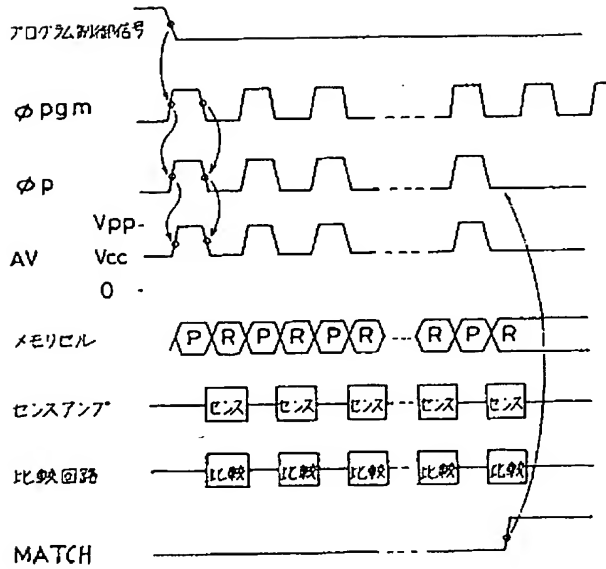 プログラム制御信号
φpgm
φp
Vpp
AV Vcc
0
メモリセル P R P R P R R P R
センスアンプ センス センス センス センス センス
比較回路 比較 比較 比較 比較 比較
MATCH